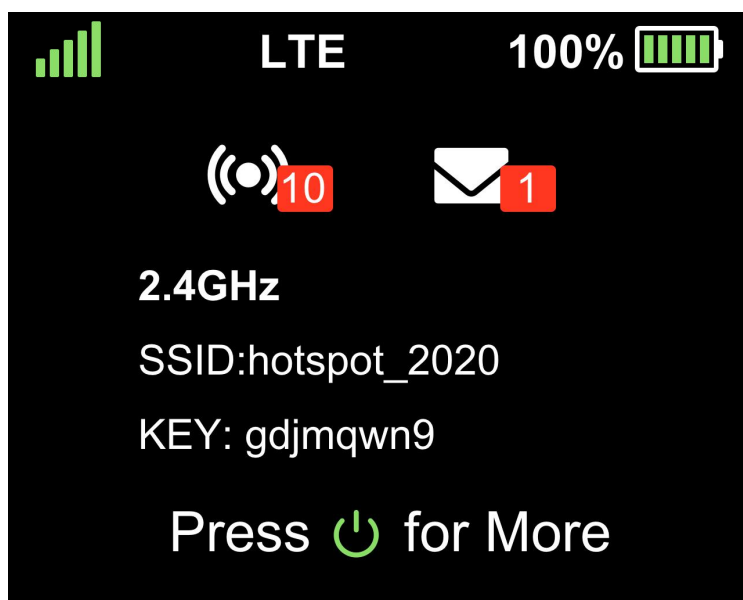 LTE 100%
10 1
2.4GHz
SSID:hotspot_2020
KEY: gdjmqwn9
Press for More